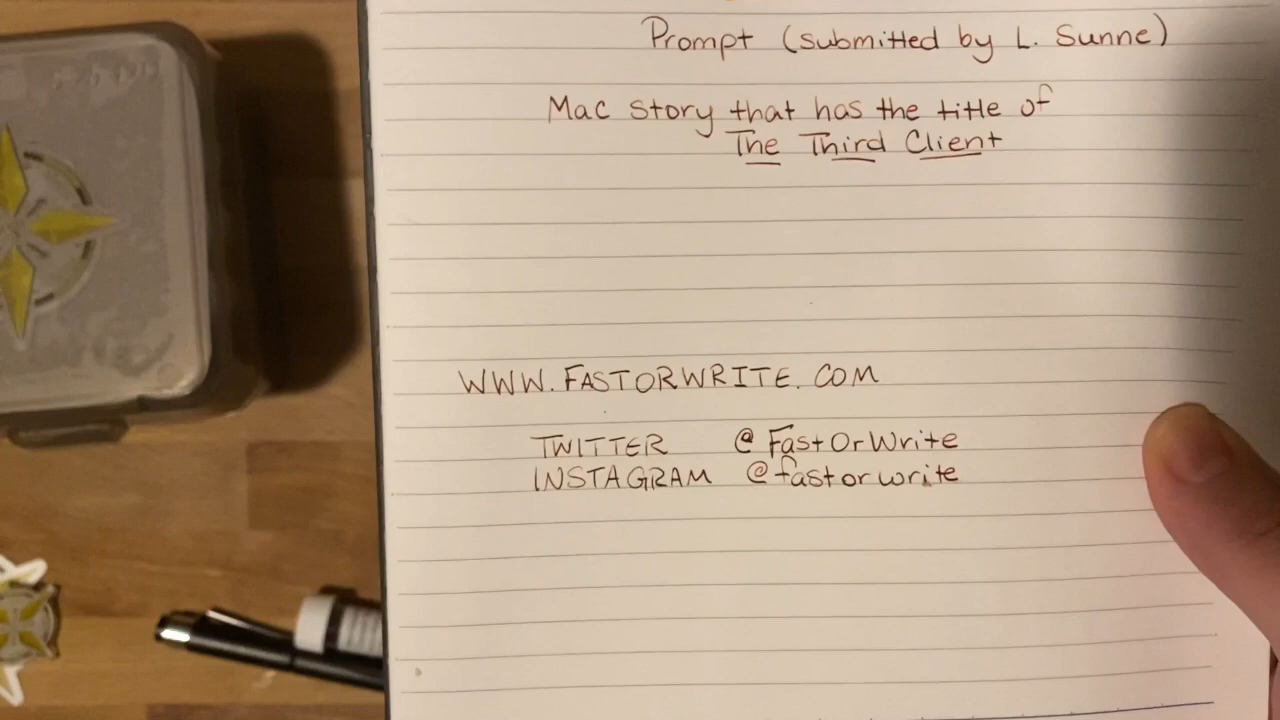 Prompt (submitted by L. Sunne)
Mac Story that has the title of
The Third Client
WWW.FASTORWRITE.COM
TWITTER @FastOrWrite
INSTAGRAM @fastorwrite